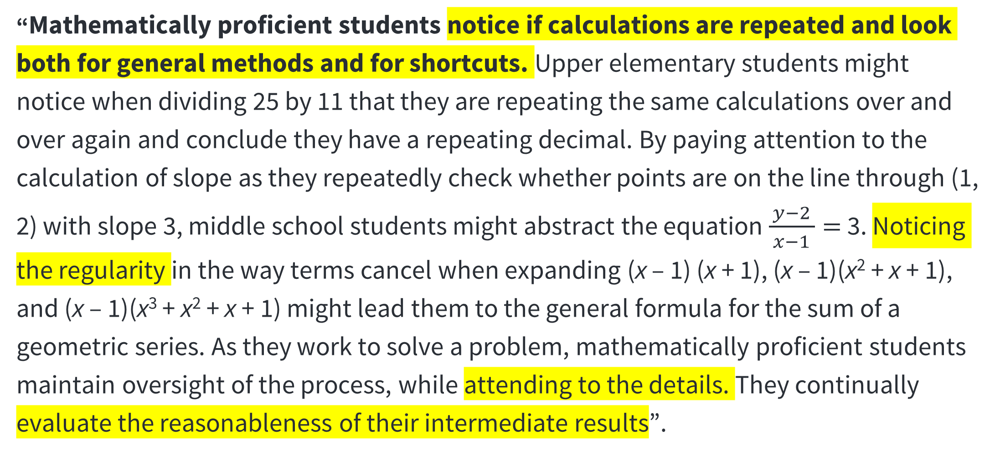 “Mathematically proficient students notice if calculations are repeated and look
both for general methods and for shortcuts. Upper elementary students might
notice when dividing 25 by 11 that they are repeating the same calculations over and
over again and conclude they have a repeating decimal. By paying attention to the
calculation of slope as they repeatedly check whether points are on the line through (1,
2) with slope 3, middle school students might abstract the equation \frac{y−2}{x−1} = 3. Noticing
the regularity in the way terms cancel when expanding (x – 1) (x + 1), (x – 1)(x² + x + 1),
and (x – 1)(x³ + x² + x + 1) might lead them to the general formula for the sum of a
geometric series. As they work to solve a problem, mathematically proficient students
maintain oversight of the process, while attending to the details. They continually
evaluate the reasonableness of their intermediate results”.